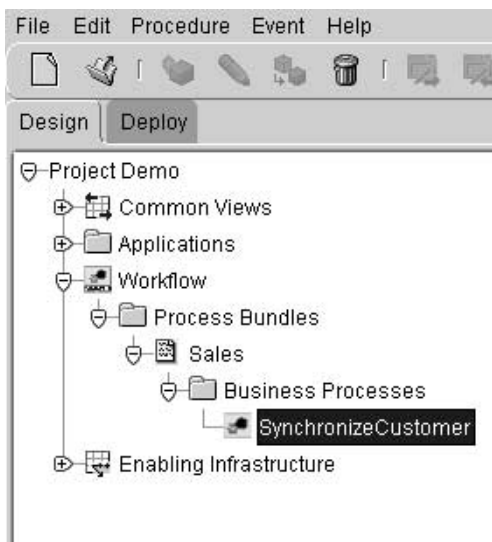 File Edit Procedure Event Help
Design Deploy
Project Demo
Common Views
Applications
Workflow
Process Bundles
Sales
Business Processes
SynchronizeCustomer
Enabling Infrastructure